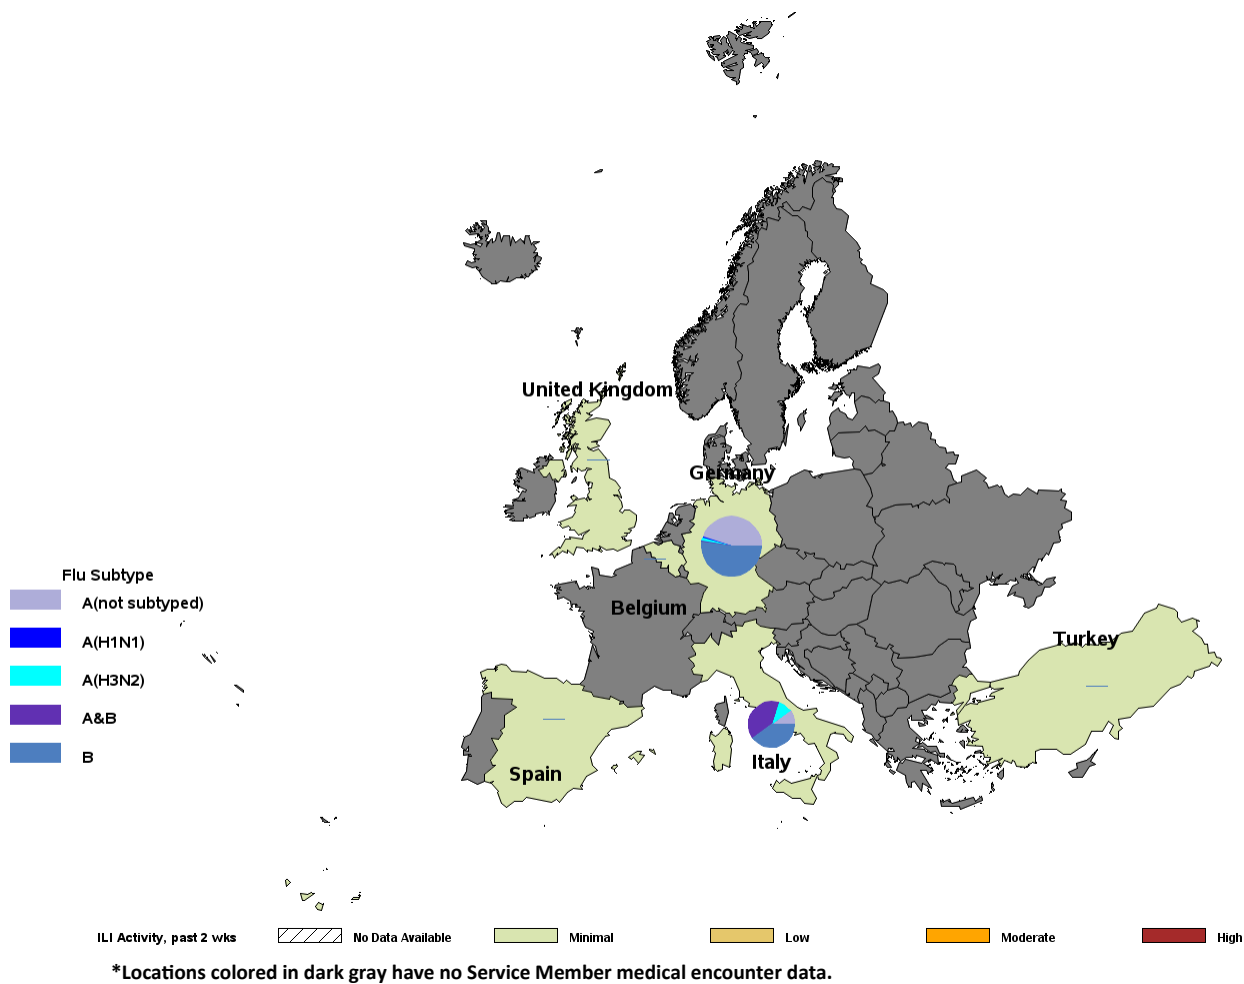 United Kingdom
Germany
Belgium
Turkey
Spain
Italy
Flu Subtype
A(not subtyped)
A(H1N1)
A(H3N2)
A&B
B
ILI Activity, past 2 wks No Data Available Minimal Low Moderate High
*Locations colored in dark gray have no Service Member medical encounter data.